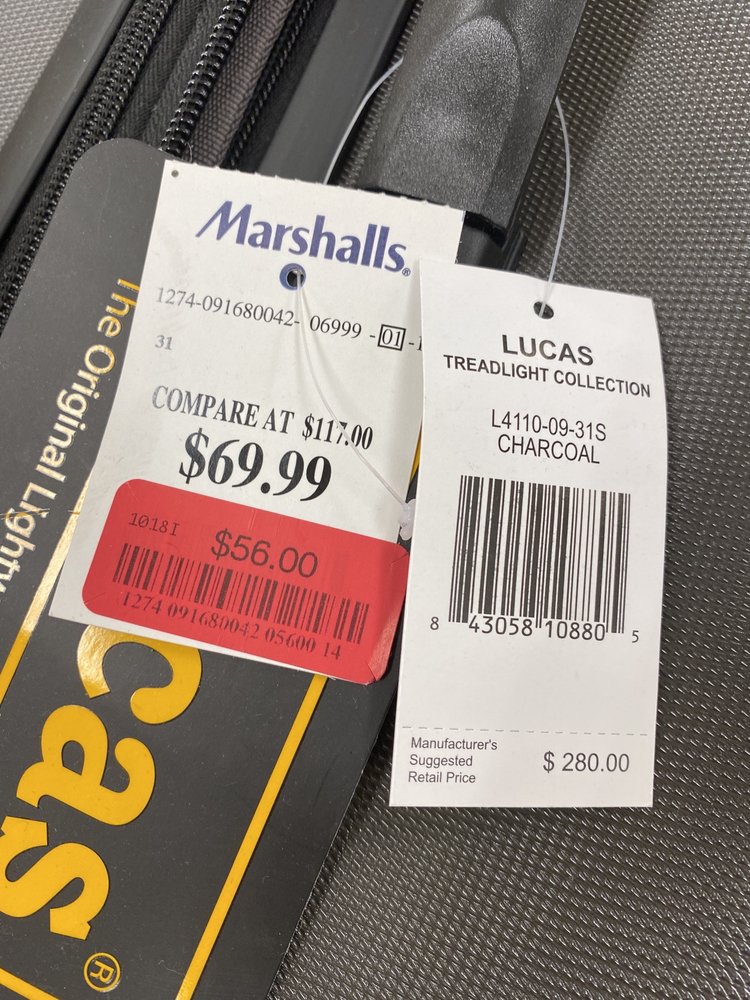 Marshalls®
1274-091680042- 06999 -01-
31
COMPARE AT $117.00
$69.99
1018I
$56.00
1274 091680042 05600 14
LUCAS
TREADLIGHT COLLECTION
L4110-09-31S
CHARCOAL
8 43058 10880 5
Manufacturer's
Suggested
Retail Price
$ 280.00
The Original
cas®